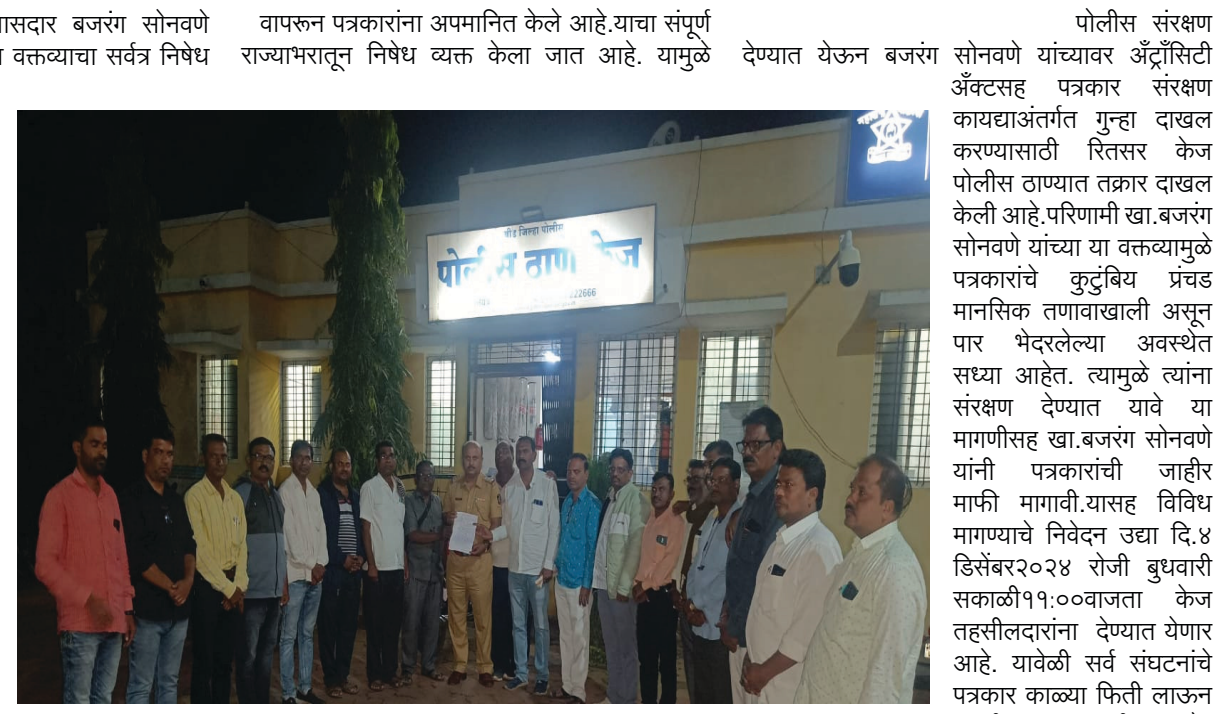 ासदार बजरंग सोनवणे
वक्तव्याचा सर्वत्र निषेध
वापरून पत्रकारांना अपमानित केले आहे.याचा संपूर्ण
राज्याभरातून निषेध व्यक्त केला जात आहे. यामुळे
बीड जिल्हा पोलीस
पोलीस ठाणे केज
222666
पोलीस संरक्षण
देण्यात येऊन बजरंग सोनवणे यांच्यावर अँट्रॉंसिटी
अँक्टसह पत्रकार संरक्षण
कायद्याअंतर्गत गुन्हा दाखल
करण्यासाठी रितसर केज
पोलीस ठाण्यात तक्रार दाखल
केली आहे.परिणामी खा.बजरंग
सोनवणे यांच्या या वक्तव्यामुळे
पत्रकारांचे कुटुंबिय प्रंचड
मानसिक तणावाखाली असून
पार भेदरलेल्या अवस्थेत
सध्या आहेत. त्यामुळे त्यांना
संरक्षण देण्यात यावे या
मागणीसह खा.बजरंग सोनवणे
यांनी पत्रकारांची जाहीर
माफी मागावी.यासह विविध
मागण्याचे निवेदन उद्या दि.४
डिसेंबर२०२४ रोजी बुधवारी
सकाळी११:००वाजता केज
तहसीलदारांना देण्यात येणार
आहे. यावेळी सर्व संघटनांचे
पत्रकार काळ्या फिती लाऊन